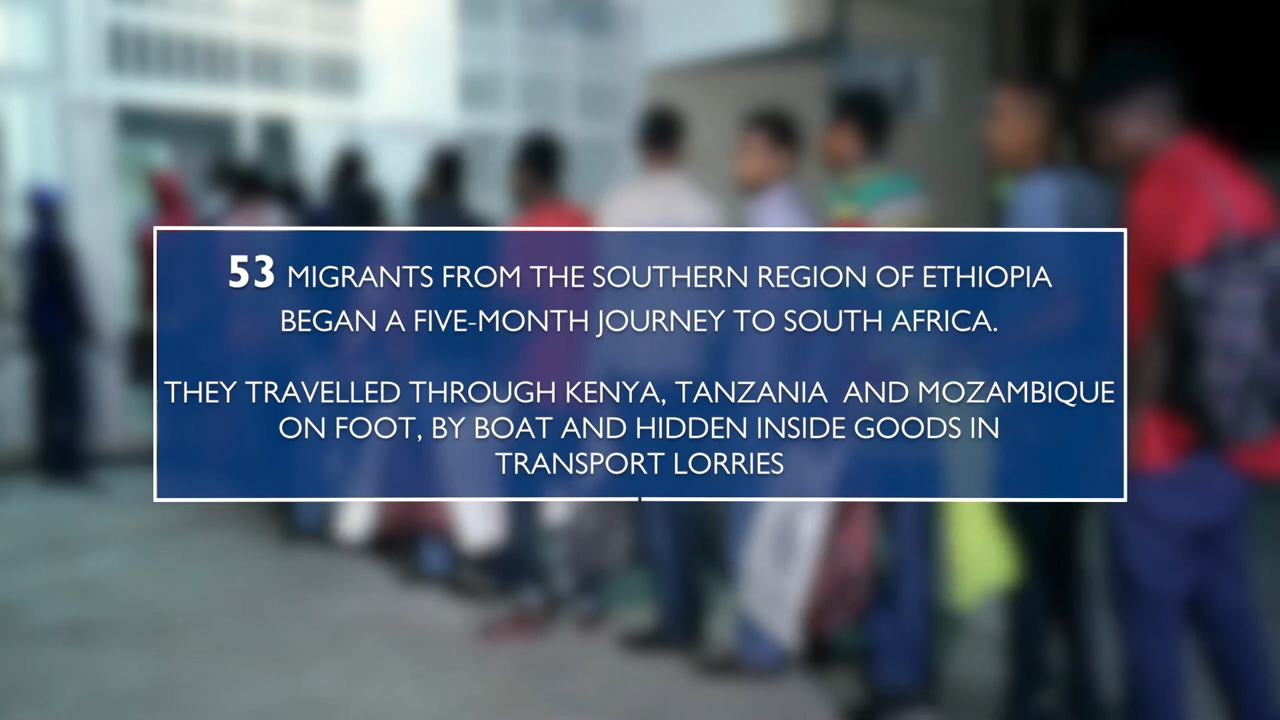 53 MIGRANTS FROM THE SOUTHERN REGION OF ETHIOPIA
BEGAN A FIVE-MONTH JOURNEY TO SOUTH AFRICA.
THEY TRAVELLED THROUGH KENYA, TANZANIA AND MOZAMBIQUE
ON FOOT, BY BOAT AND HIDDEN INSIDE GOODS IN
TRANSPORT LORRIES